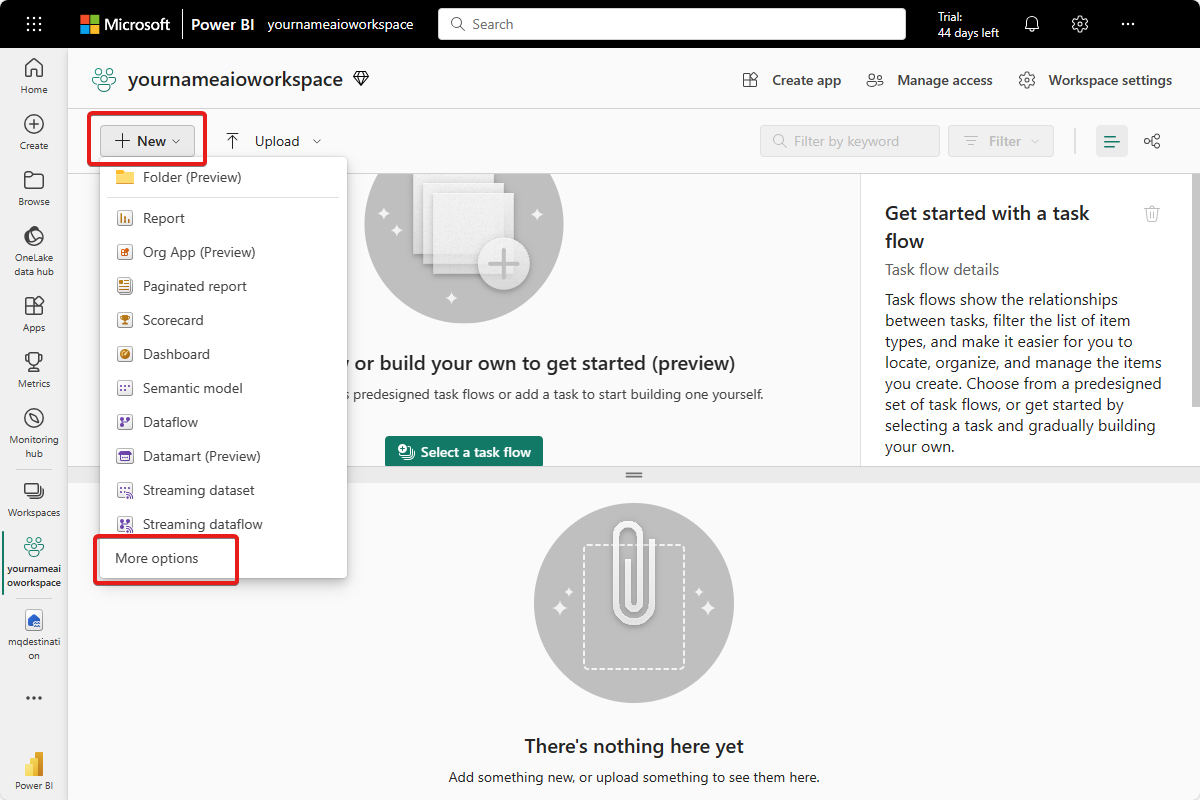 Microsoft
Power BI
yournameaioworkspace
Search
Trial:
44 days left
Home
Create
Browse
OneLake
data hub
Apps
Metrics
Monitoring
hub
Workspaces
yournameai
oworkspace
mqdestinati
on
Power BI
yournameaioworkspace
Create app
Manage access
Workspace settings
New
Upload
Filter by keyword
Filter
Folder (Preview)
Report
Org App (Preview)
Paginated report
Scorecard
Dashboard
Semantic model
Dataflow
Datamart (Preview)
Streaming dataset
Streaming dataflow
More options
or build your own to get started (preview)
predesigned task flows or add a task to start building one yourself.
Select a task flow
Get started with a task
flow
Task flow details
Task flows show the relationships
between tasks, filter the list of item
types, and make it easier for you to
locate, organize, and manage the items
you create. Choose from a predesigned
set of task flows, or get started by
selecting a task and gradually building
your own.
There's nothing here yet
Add something new, or upload something to see them here.